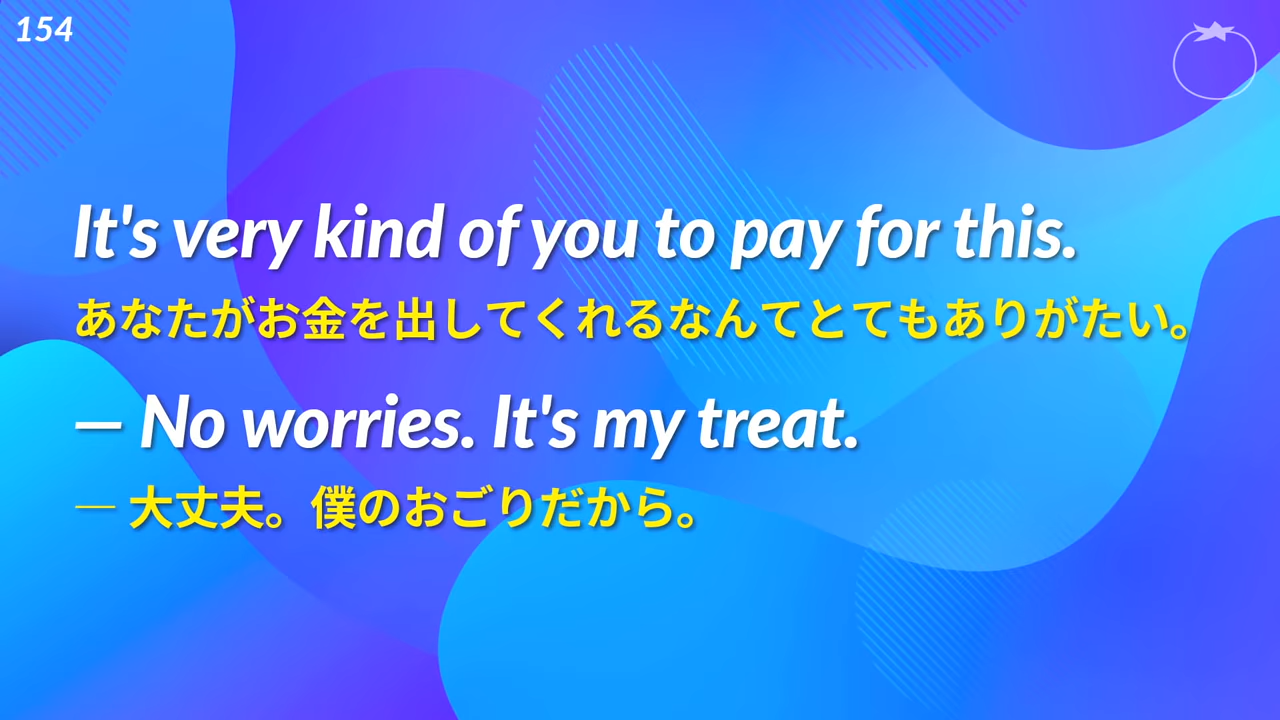 154
It's very kind of you to pay for this.
あなたがお金を出してくれるなんてとてもありがたい。
― No worries. It's my treat.
― 大丈夫。僕のおごりだから。